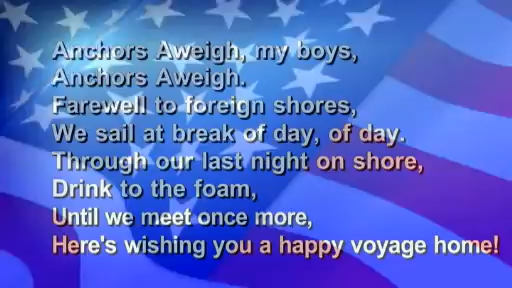 Anchors Aweigh, my boys,
Anchors Aweigh.
Farewell to foreign shores,
We sail at break of day, of day.
Through our last night on shore,
Drink to the foam,
Until we meet once more,
Here's wishing you a happy voyage home!